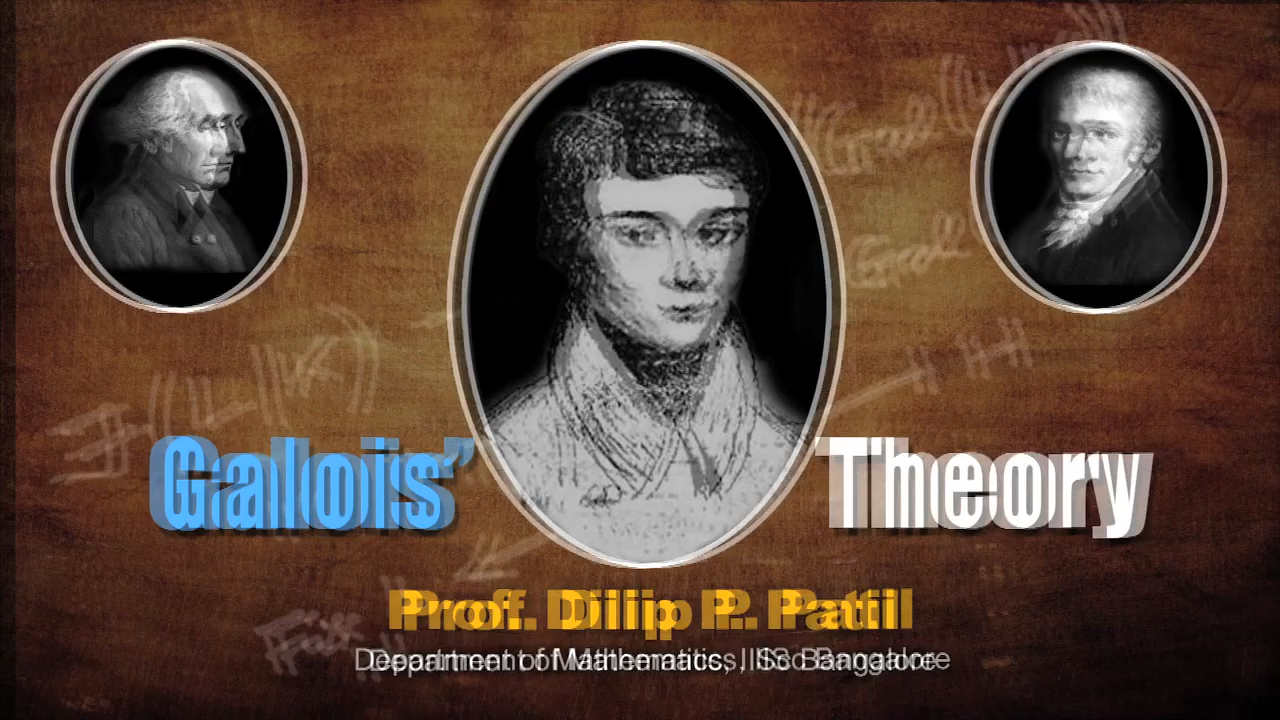 Galois' Theory
Prof. Dilip P. Patil
Department of Mathematics, IISc Bangalore